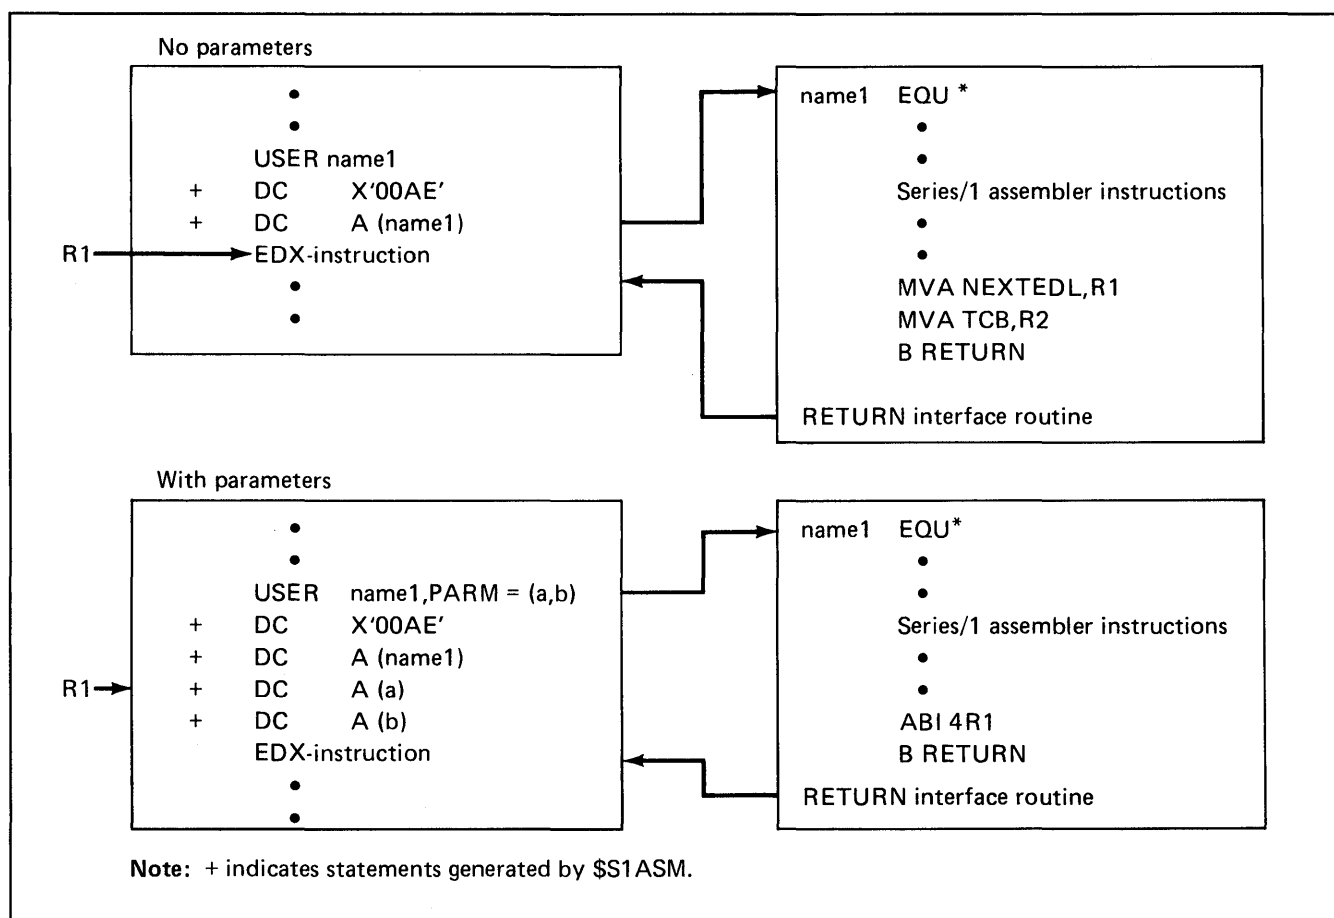 No parameters
USER name1
+ DC X'00AE'
+ DC A (name1)
R1 EDX-instruction
name1 EQU *
Series/1 assembler instructions
MVA NEXTEDL,R1
MVA TCB,R2
B RETURN
RETURN interface routine
With parameters
USER name1,PARM = (a,b)
+ DC X'00AE'
+ DC A (name1)
R1 + DC A (a)
+ DC A (b)
EDX-instruction
name1 EQU*
Series/1 assembler instructions
ABI 4R1
B RETURN
RETURN interface routine
Note: + indicates statements generated by $S1ASM.